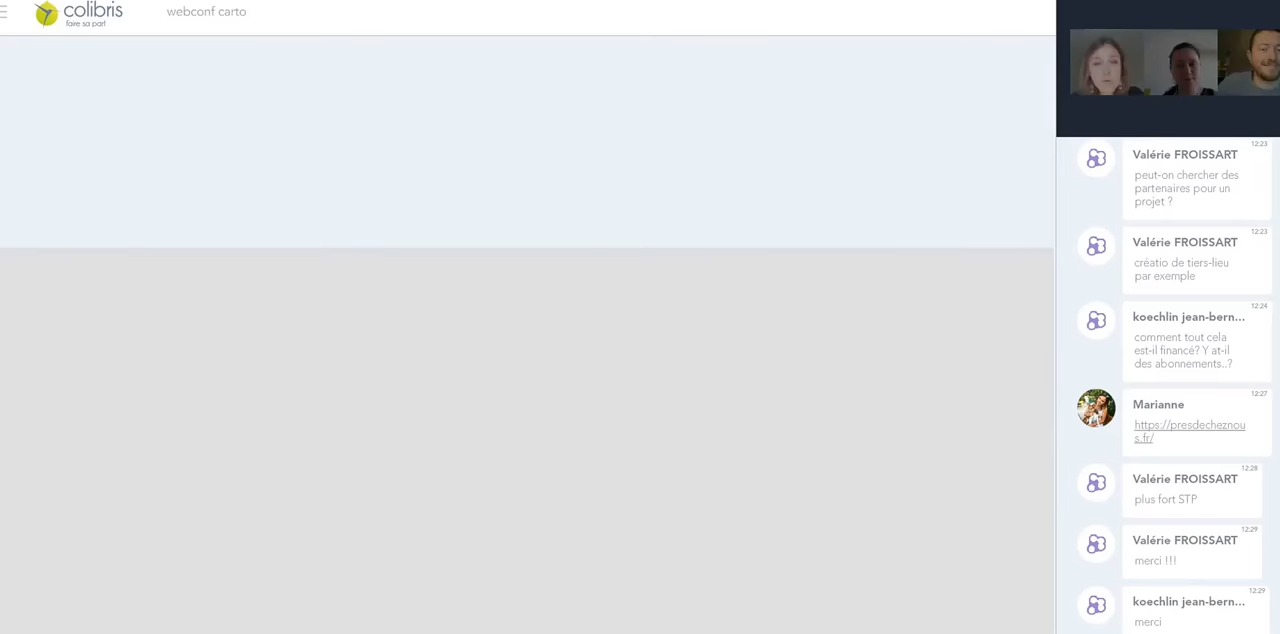 colibris
faire sa part
webconf carto
12:23
Valérie FROISSART
peut-on chercher des
partenaires pour un
projet ?
12:23
Valérie FROISSART
créatio de tiers-lieu
par exemple
12:24
koechlin jean-bern...
comment tout cela
est-il financé? Y at-il
des abonnements..?
12:27
Marianne
https://presdecheznou
s.fr/
12:28
Valérie FROISSART
plus fort STP
12:29
Valérie FROISSART
merci !!!
12:29
koechlin jean-bern...
merci